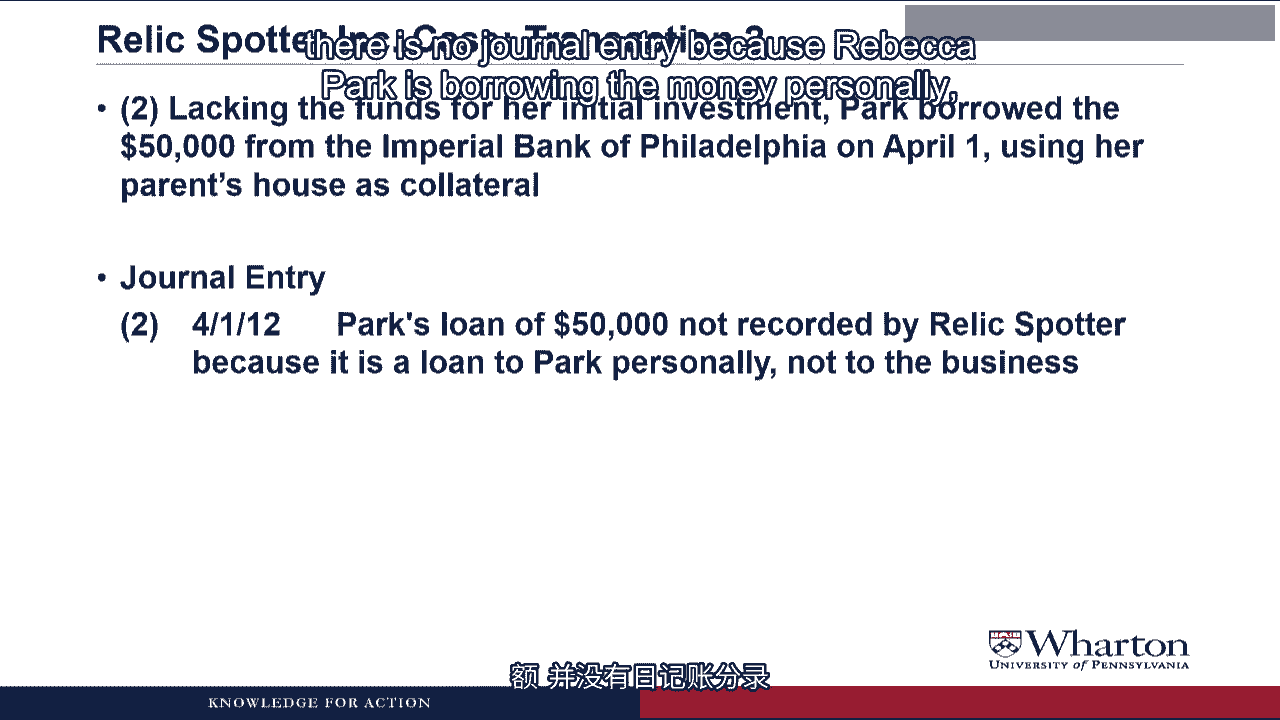 Relic Spotter Inc. Case: Transaction 2
there is no journal entry because Rebecca
Park is borrowing the money personally,
• (2) Lacking the funds for her initial investment, Park borrowed the
$50,000 from the Imperial Bank of Philadelphia on April 1, using her
parent's house as collateral
• Journal Entry
(2) 4/1/12 Park's loan of $50,000 not recorded by Relic Spotter
because it is a loan to Park personally, not to the business
Wharton
UNIVERSITY of PENNSYLVANIA
额 并没有日记账分录
KNOWLEDGE FOR ACTION